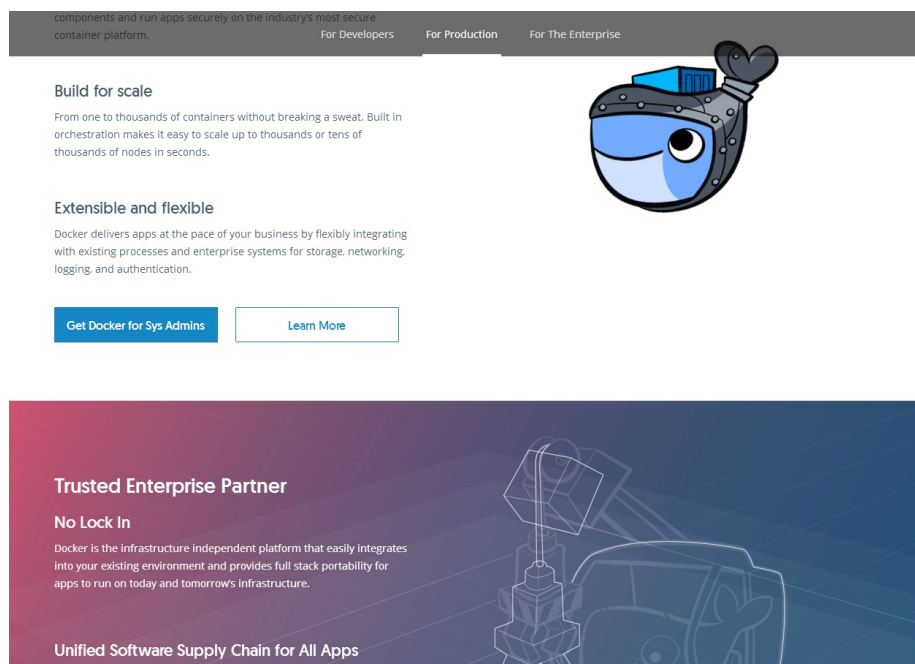 components and run apps securely on the industry's most secure
container platform.
For Developers For Production For The Enterprise
Build for scale
From one to thousands of containers without breaking a sweat. Built in
orchestration makes it easy to scale up to thousands or tens of
thousands of nodes in seconds.
Extensible and flexible
Docker delivers apps at the pace of your business by flexibly integrating
with existing processes and enterprise systems for storage, networking,
logging, and authentication.
Get Docker for Sys Admins Learn More
Trusted Enterprise Partner
No Lock In
Docker is the infrastructure independent platform that easily integrates
into your existing environment and provides full stack portability for
apps to run on today and tomorrow's infrastructure.
Unified Software Supply Chain for All Apps